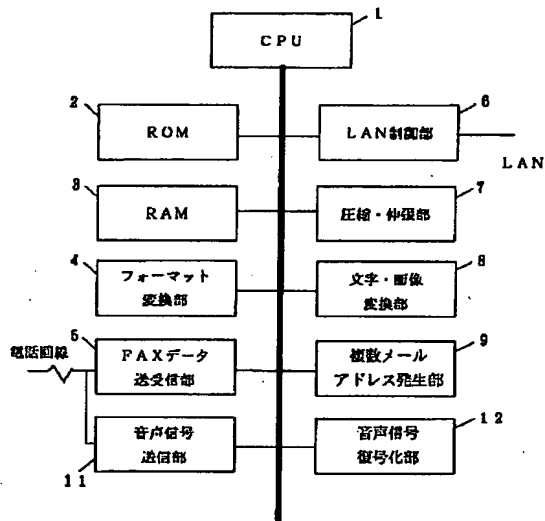 1
CPU
2
ROM
6
LAN制御部
LAN
3
RAM
7
圧縮・伸張部
4
フォーマット
変換部
8
文字・画像
変換部
5
電話回線
FAXデータ
送受信部
9
複数メール
アドレス発生部
音声信号
送信部
11
12
音声信号
復号化部